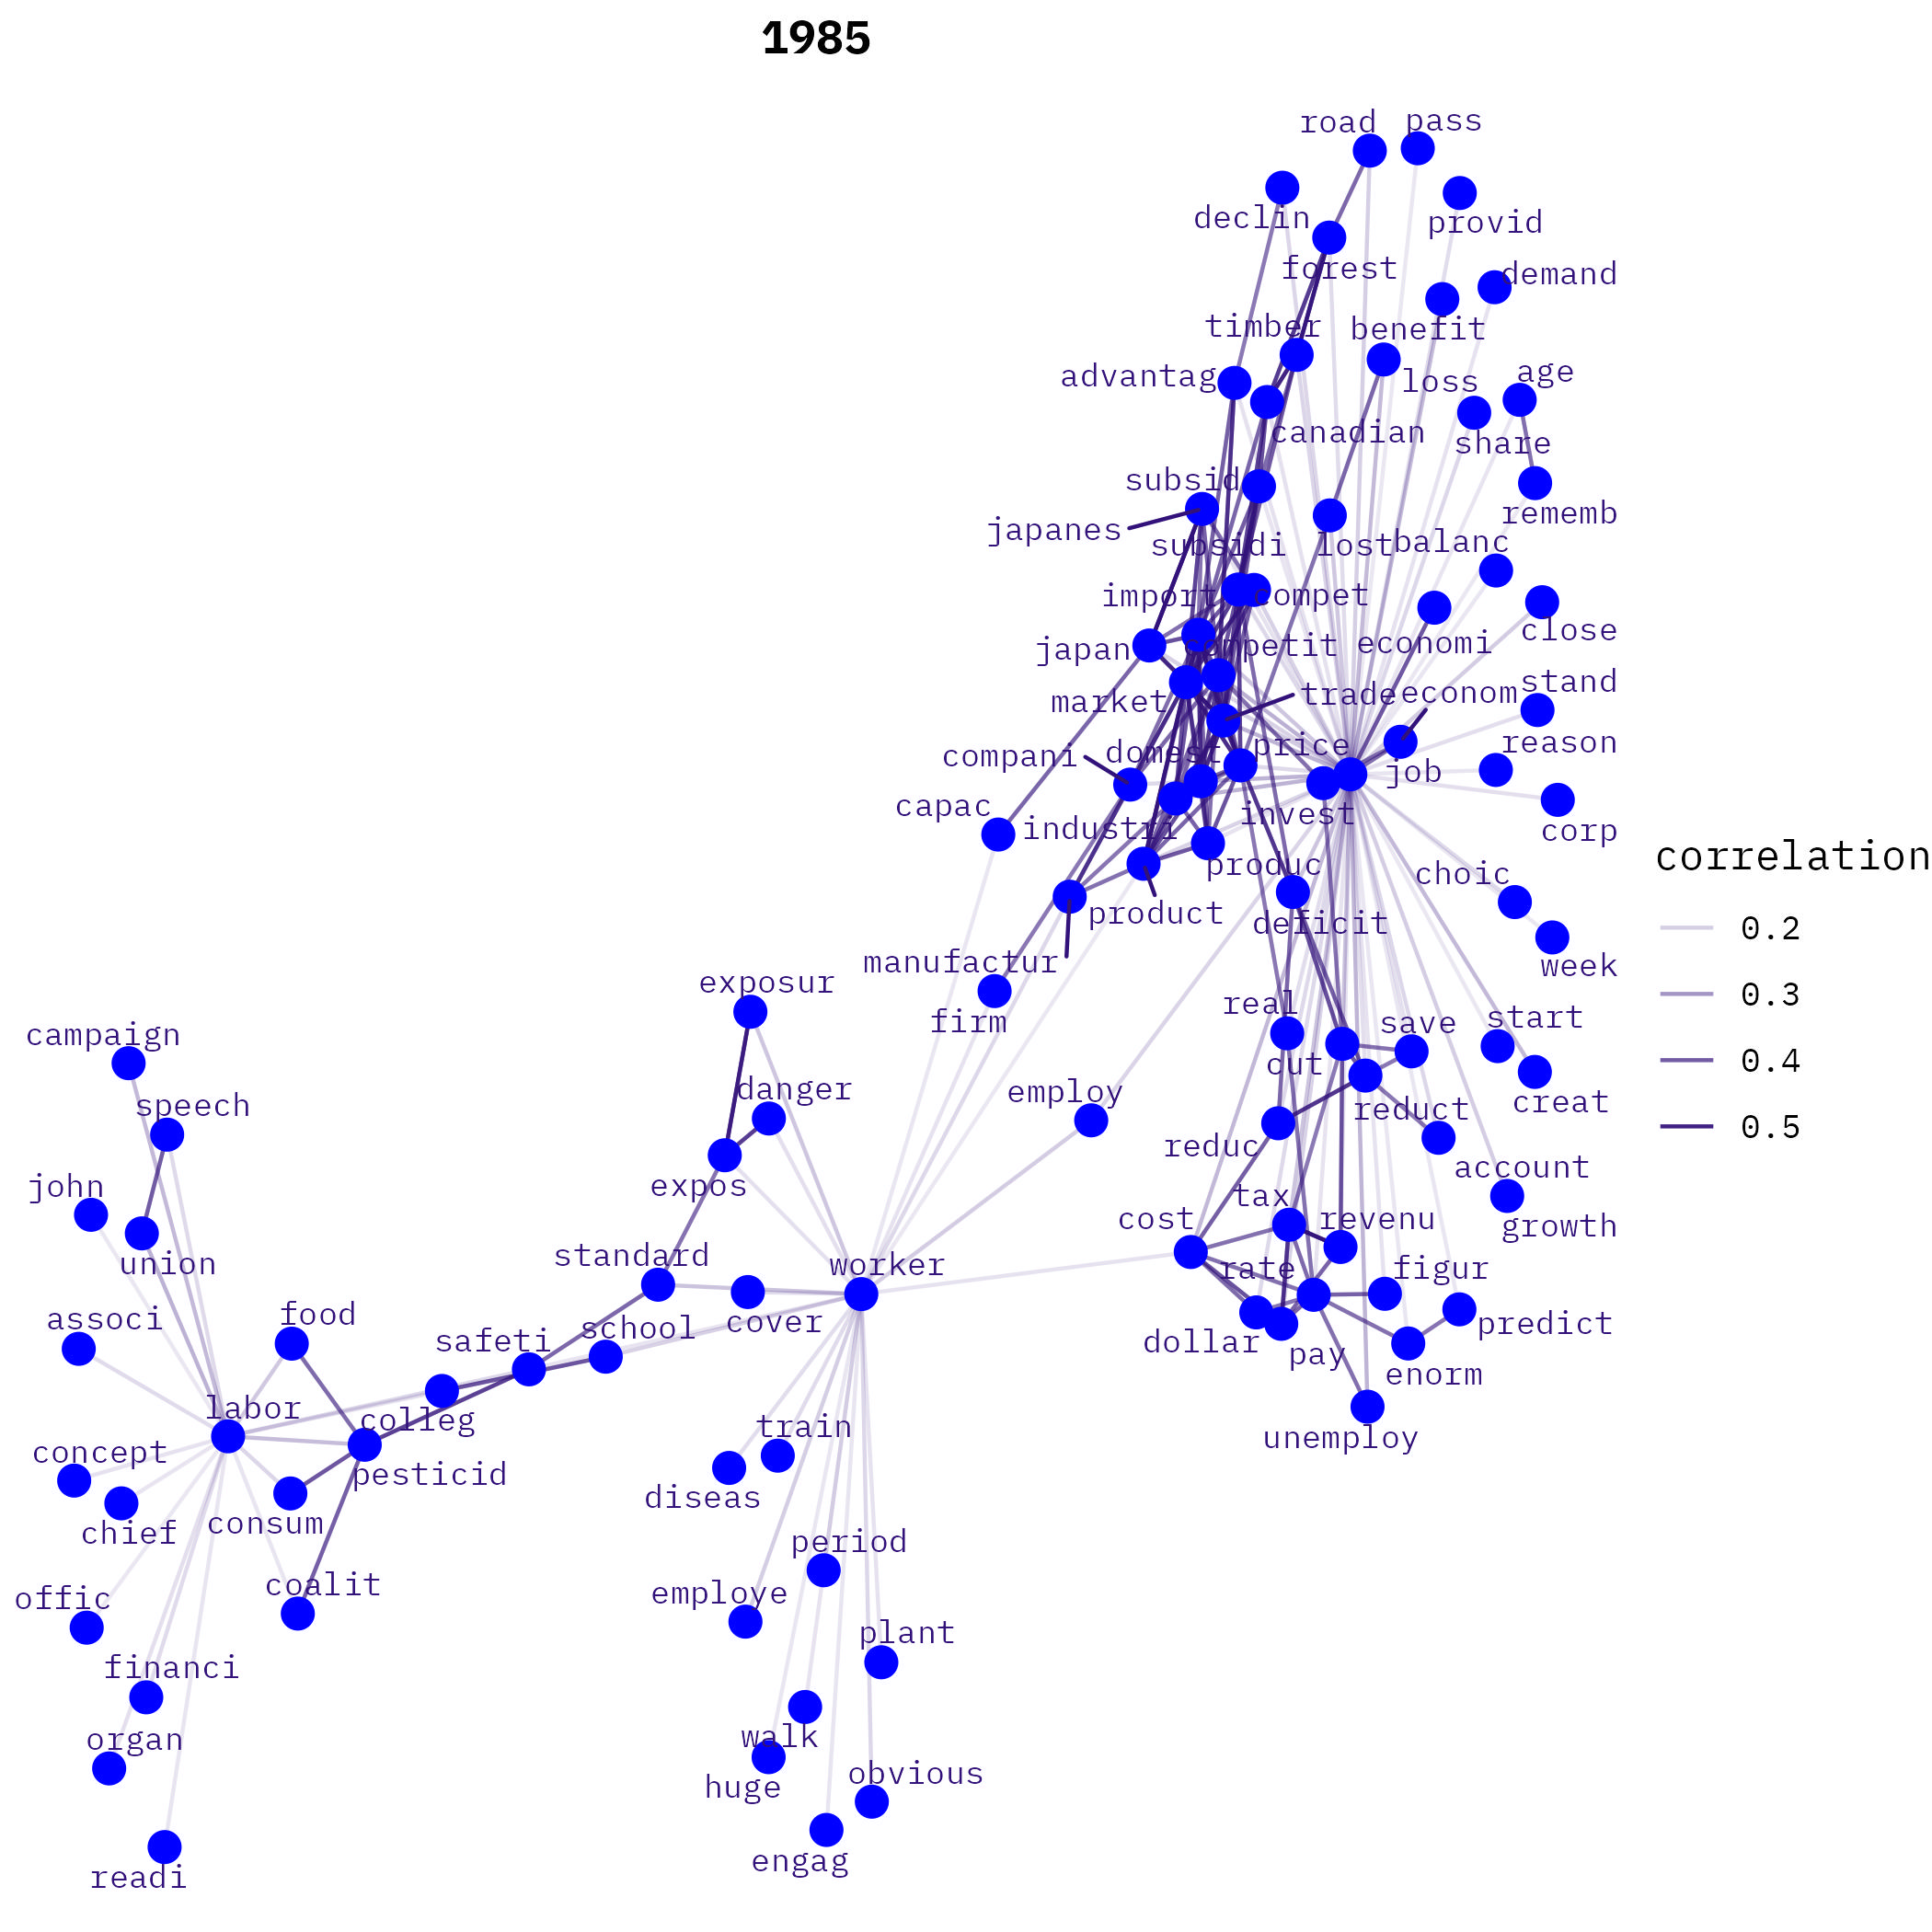 1985
road pass
declin provid
forest demand
timber benefit
advantag loss age
canadian share
subsid rememb
japanes subsidi lost balanc
import compet close
japan competit economi
market trade econom stand
compani domest price reason
capac job
industri invest corp
produc choic
product deficit
manufactur week
exposur firm real save start
campaign cut
danger employ creat
speech reduct
reduc account
john expos tax
cost revenu growth
union standard worker rate figur
associ food
safeti school cover dollar pay predict
enorm
labor colleg train unemploy
concept pesticid
diseas
chief consum
period
offic coalit employe
plant
financi
organ walk
huge obvious
engag
readi
correlation
0.2
0.3
0.4
0.5